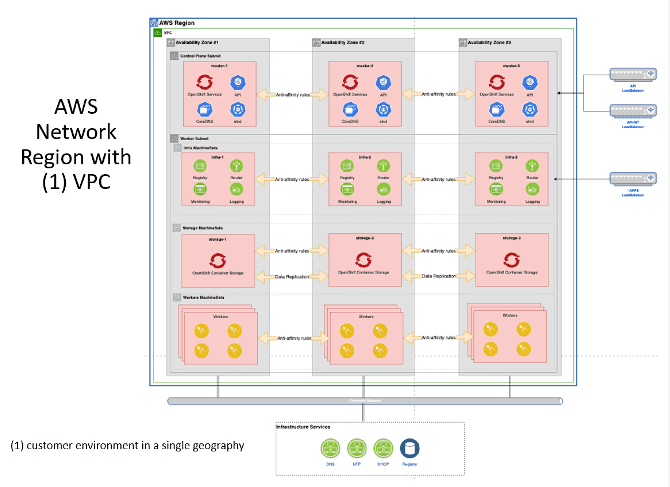 AWS
Network
Region with
(1) VPC
(1) customer environment in a single geography
AWS Region
VPC
Availability Zone #1
Availability Zone #2
Availability Zone #3
Control Plane Subnet
master-1
master-2
master-3
OpenShift Services
API
CoreDNS
etcd
Anti-affinity rules
OpenShift Services
API
CoreDNS
etcd
Anti-affinity rules
OpenShift Services
API
CoreDNS
etcd
API
LoadBalancer
API-INT
LoadBalancer
Worker Subnet
Infra MachineSets
infra-1
infra-2
infra-3
Registry
Router
Monitoring
Logging
Anti-affinity rules
Registry
Router
Monitoring
Logging
Anti-affinity rules
Registry
Router
Monitoring
Logging
*.APPS
LoadBalancer
Storage MachineSets
storage-1
storage-2
storage-3
OpenShift Container Storage
Anti-affinity rules
Data Replication
OpenShift Container Storage
Anti-affinity rules
Data Replication
OpenShift Container Storage
Workers MachineSets
Workers
Workers
Workers
Anti-affinity rules
Anti-affinity rules
Infrastructure Services
DNS
NTP
DHCP
Registry